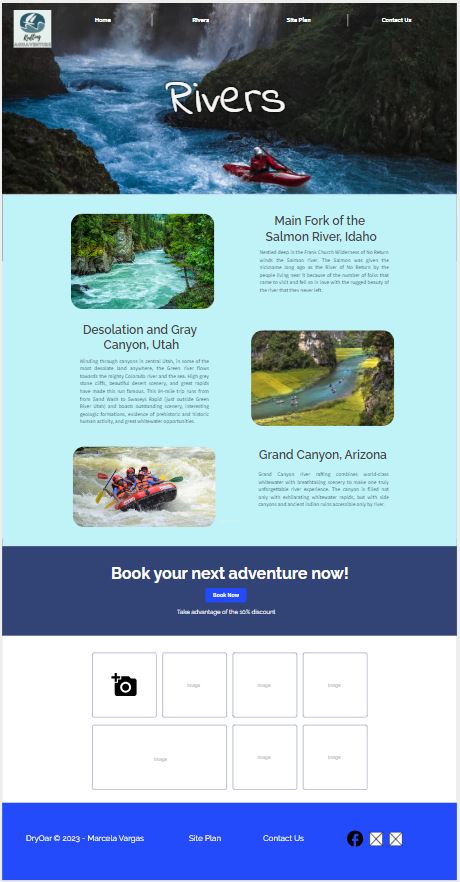 Home
Rivers
Site Plan
Contact Us
Rafting
AQUAVENTURE
Rivers
Main Fork of the
Salmon River, Idaho
Nestled deep in the Frank Church Wilderness of No Return
winds the Salmon river. The Salmon was given the
nickname long ago as the River of No Return by the
people living near it because of the number of folks that
came to visit and fell so in love with the rugged beauty of
the river that they never left.
Desolation and Gray
Canyon, Utah
Winding through canyons in central Utah, in some of the
most desolate land anywhere, the Green river flows
towards the mighty Colorado river and the sea. High grey
stone cliffs, beautiful desert scenery, and great rapids
have made this run famous. This 84-mile trip runs from
from Sand Wash to Swaseys Rapid (just outside Green
River Utah) and boasts outstanding scenery, interesting
geologic formations, evidence of prehistoric and historic
human activity, and great whitewater opportunities.
Grand Canyon, Arizona
Grand Canyon river rafting combines world-class
whitewater with breathtaking scenery to make one truly
unforgettable river experience. The canyon is filled not
only with exhilarating whitewater rapids, but with side
canyons and ancient Indian ruins accessible only by river.
Book your next adventure now!
Book Now
Take advantage of the 10% discount
Image
Image
Image
Image
Image
Image
DryOar © 2023 - Marcela Vargas
Site Plan
Contact Us